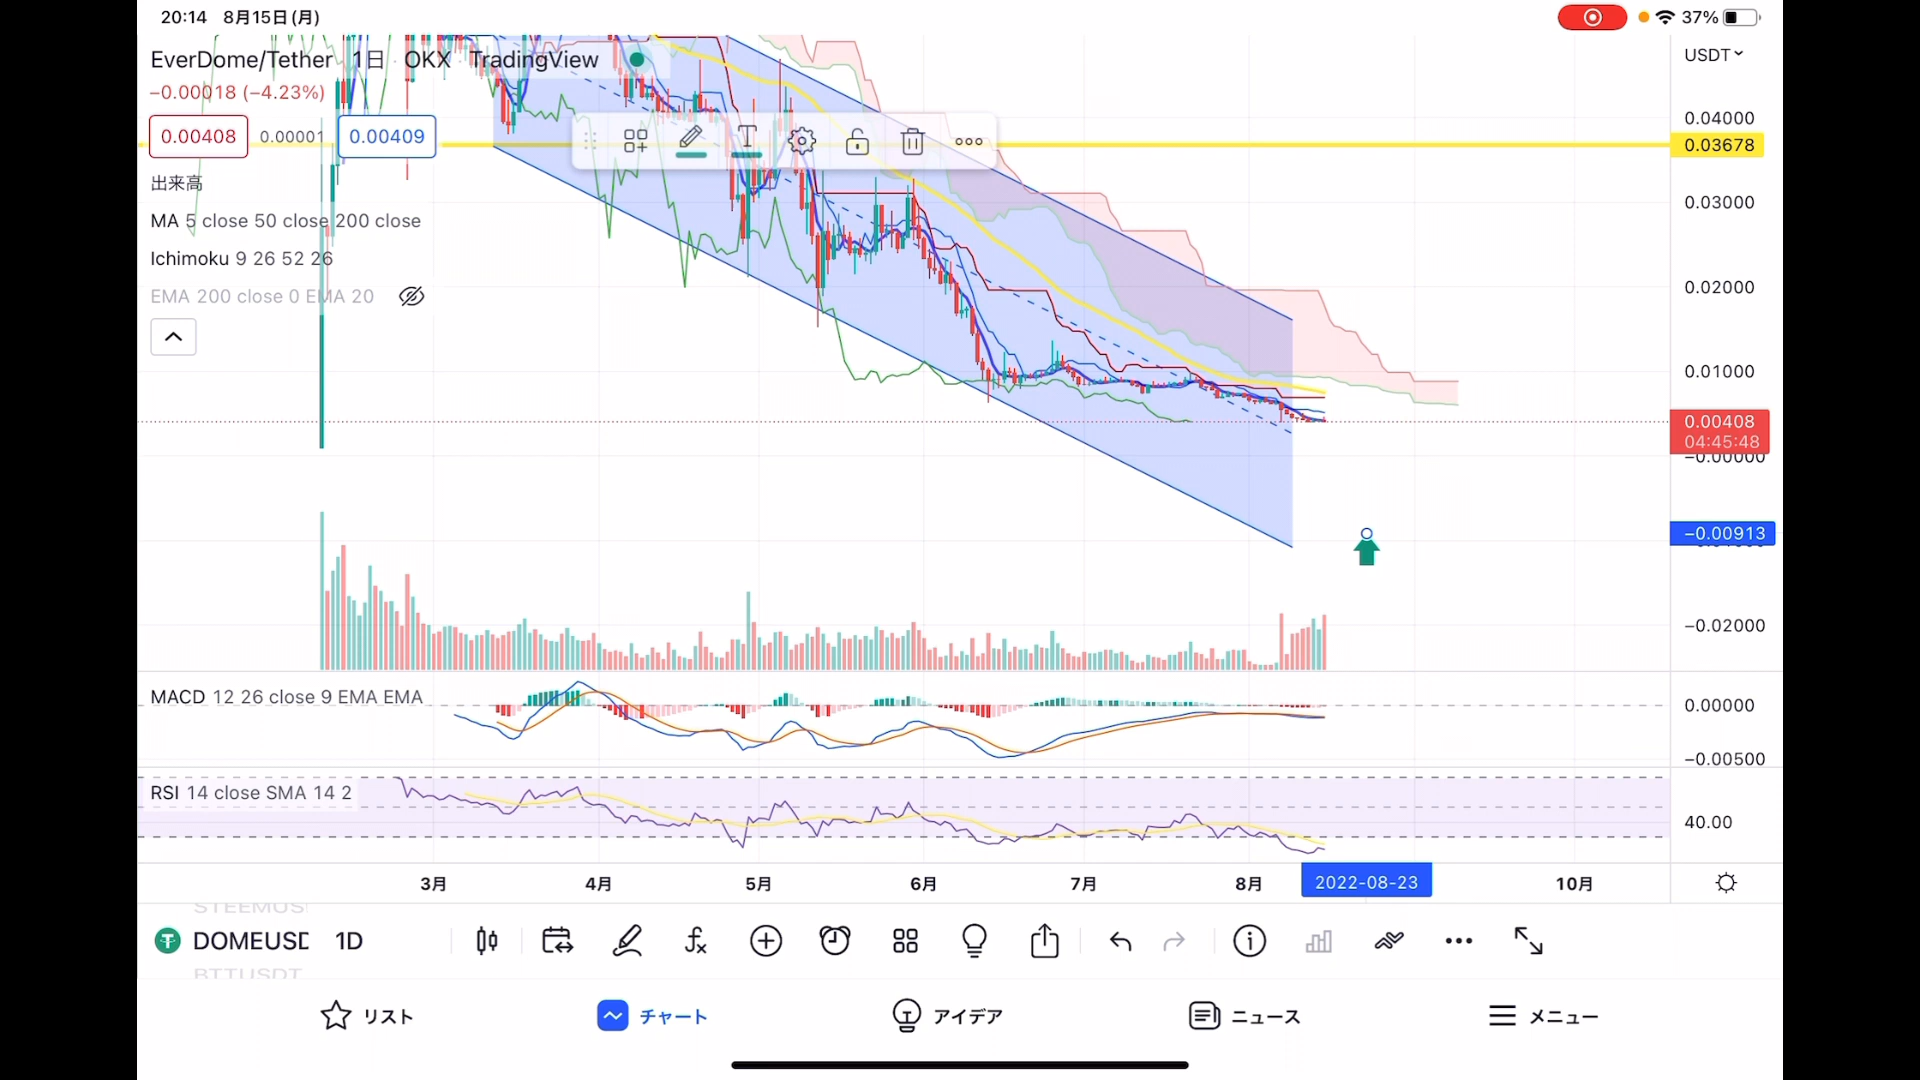 20:14 8月15日(月)
37%
EverDome/Tether · 1日 · OKX · TradingView
USDT
−0.00018 (−4.23%)
0.00408 0.00001 0.00409
出来高
MA 5 close 50 close 200 close
Ichimoku 9 26 52 26
EMA 200 close 0 EMA 20
T
0.04000
0.03678
0.03000
0.02000
0.01000
0.00408
04:45:48
−0.00000
−0.00913
−0.02000
MACD 12 26 close 9 EMA EMA
0.00000
−0.00500
RSI 14 close SMA 14 2
40.00
3月 4月 5月 6月 7月 8月 2022-08-23 10月
STEEMUS
DOMEUSD 1D
BTTUSDT
リスト チャート アイデア ニュース メニュー